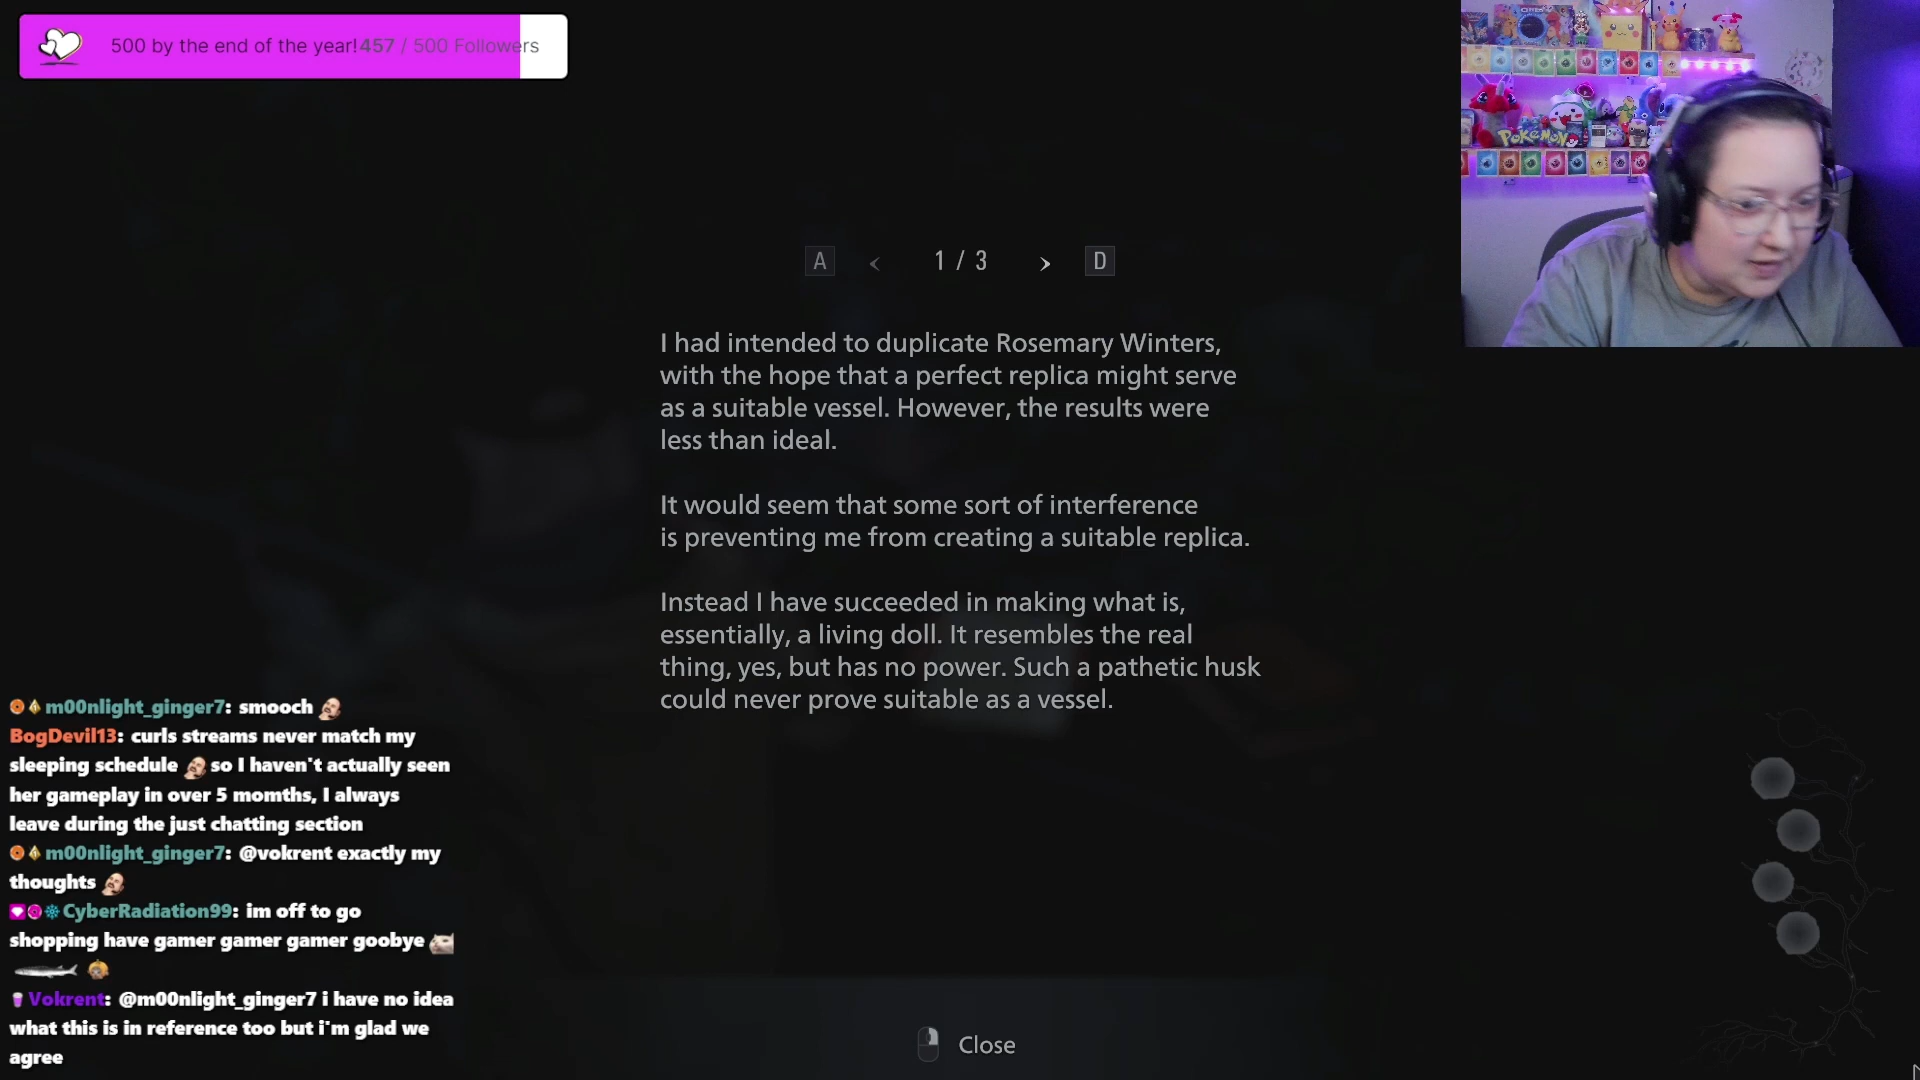 500 by the end of the year! 457 / 500 Followers
POKéMON
A < 1 / 3 > D
I had intended to duplicate Rosemary Winters,
with the hope that a perfect replica might serve
as a suitable vessel. However, the results were
less than ideal.
It would seem that some sort of interference
is preventing me from creating a suitable replica.
Instead I have succeeded in making what is,
essentially, a living doll. It resembles the real
thing, yes, but has no power. Such a pathetic husk
could never prove suitable as a vessel.
m00nlight_ginger7: smooch
BogDevil13: curls streams never match my
sleeping schedule so I haven't actually seen
her gameplay in over 5 momths, I always
leave during the just chatting section
m00nlight_ginger7: @vokrent exactly my
thoughts
CyberRadiation99: im off to go
shopping have gamer gamer gamer goobye
Vokrent: @m00nlight_ginger7 i have no idea
what this is in reference too but i'm glad we
agree
Close